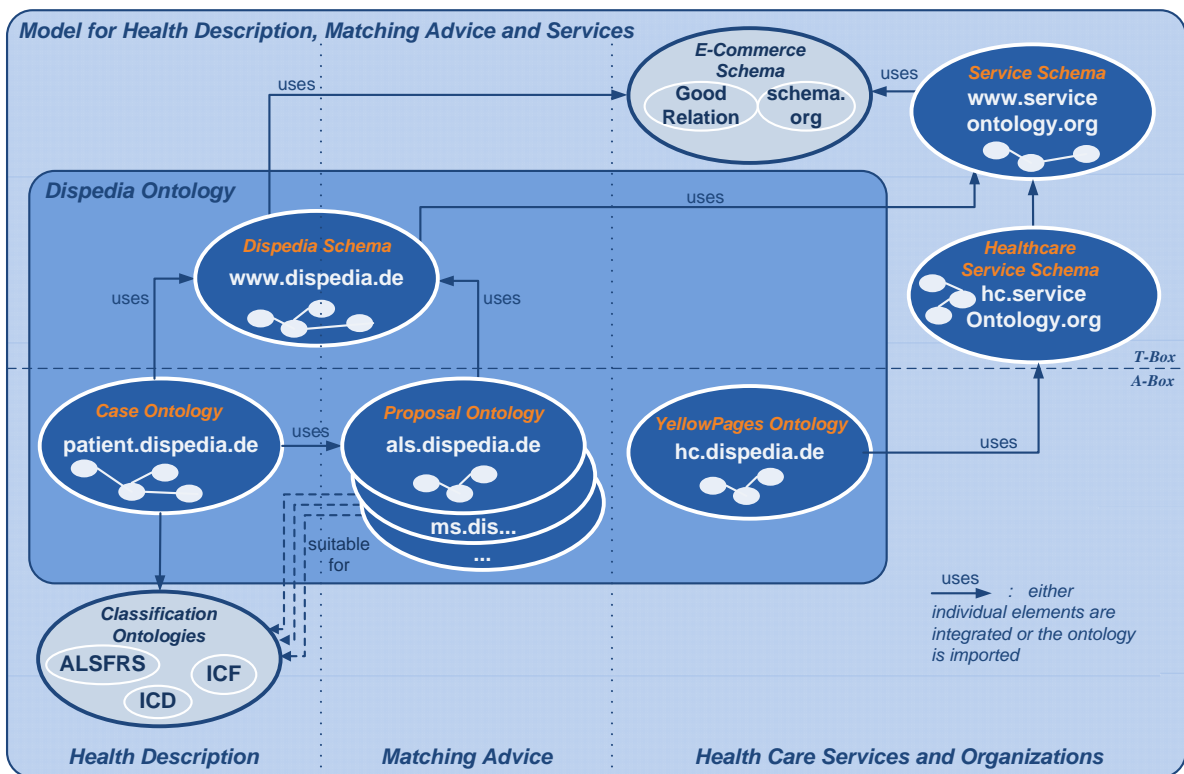 Model for Health Description, Matching Advice and Services
E-Commerce
Schema
Good
Relation
schema.
org
uses
uses
Service Schema
www.service
ontology.org
Dispedia Ontology
uses
Dispedia Schema
www.dispedia.de
Healthcare
Service Schema
hc.service
Ontology.org
uses
uses
T-Box
A-Box
Case Ontology
patient.dispedia.de
uses
Proposal Ontology
als.dispedia.de
ms.dis...
...
YellowPages Ontology
hc.dispedia.de
uses
suitable
for
Classification
Ontologies
ALSFRS
ICF
ICD
uses
: either
individual elements are
integrated or the ontology
is imported
Health Description
Matching Advice
Health Care Services and Organizations